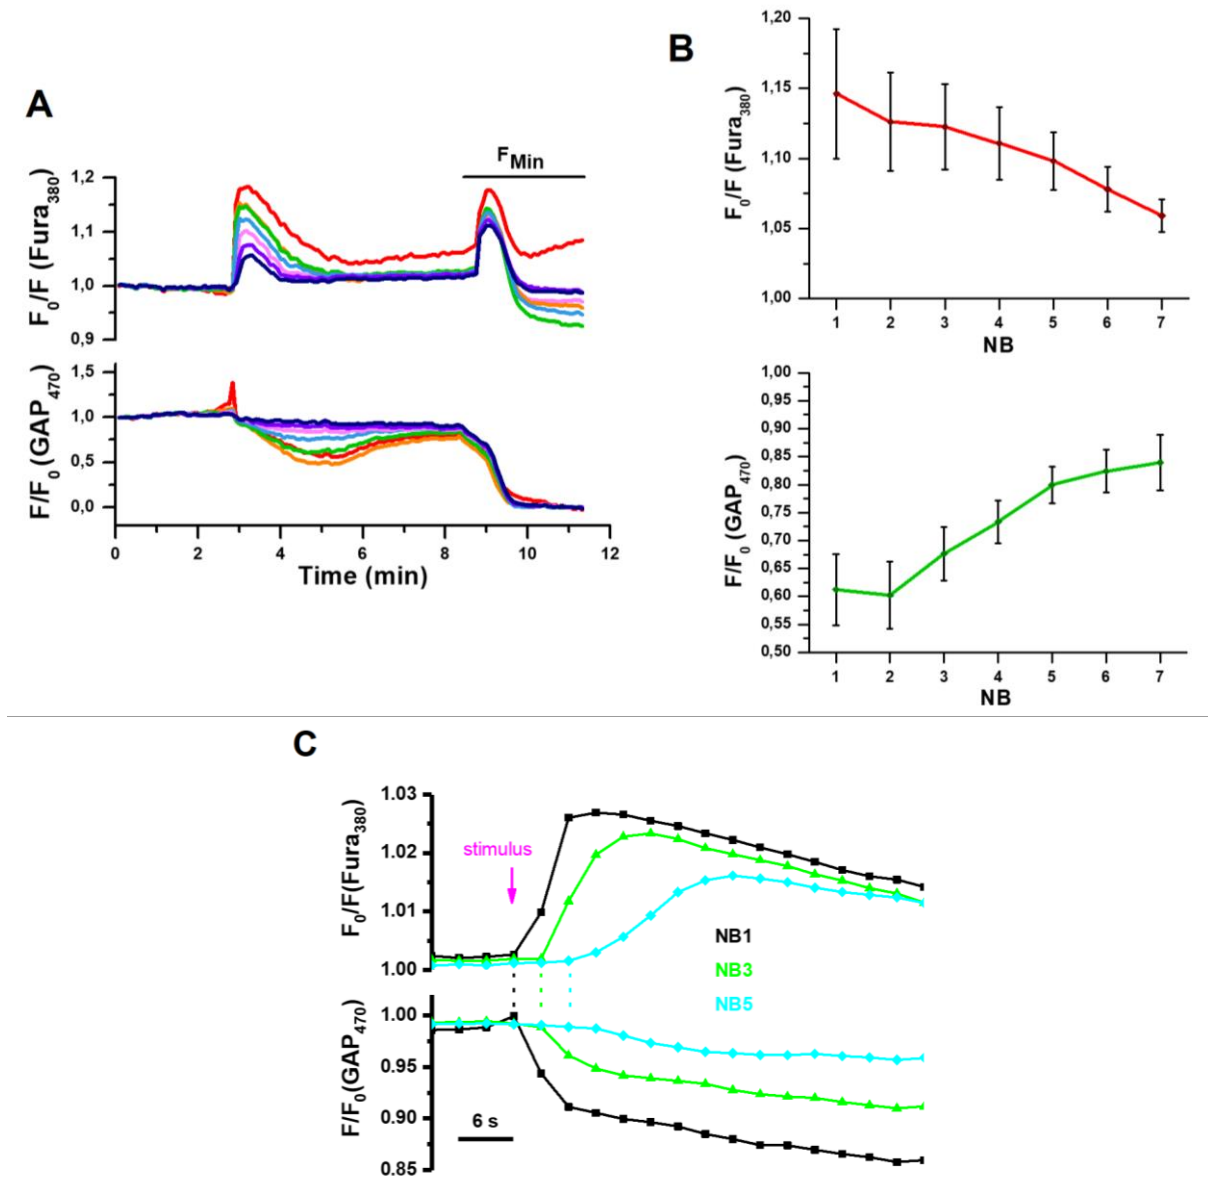 A
F₀/F (Fura₃₈₀)
1,2
1,1
1,0
0,9
F_Min
F/F₀ (GAP₄₇₀)
1,5
1,0
0,5
0,0
0 2 4 6 8 10 12
Time (min)
B
F₀/F (Fura₃₈₀)
1,20
1,15
1,10
1,05
1,00
1 2 3 4 5 6 7
NB
F/F₀ (GAP₄₇₀)
1,00
0,95
0,90
0,85
0,80
0,75
0,70
0,65
0,60
0,55
0,50
1 2 3 4 5 6 7
NB
C
F₀/F(Fura₃₈₀)
1.03
1.02
1.01
1.00
stimulus
NB1
NB3
NB5
F/F₀(GAP₄₇₀)
1.00
0.95
0.90
0.85
6 s